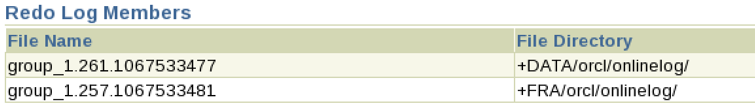 Redo Log Members
File Name File Directory
group_1.261.1067533477 +DATA/orcl/onlinelog/
group_1.257.1067533481 +FRA/orcl/onlinelog/